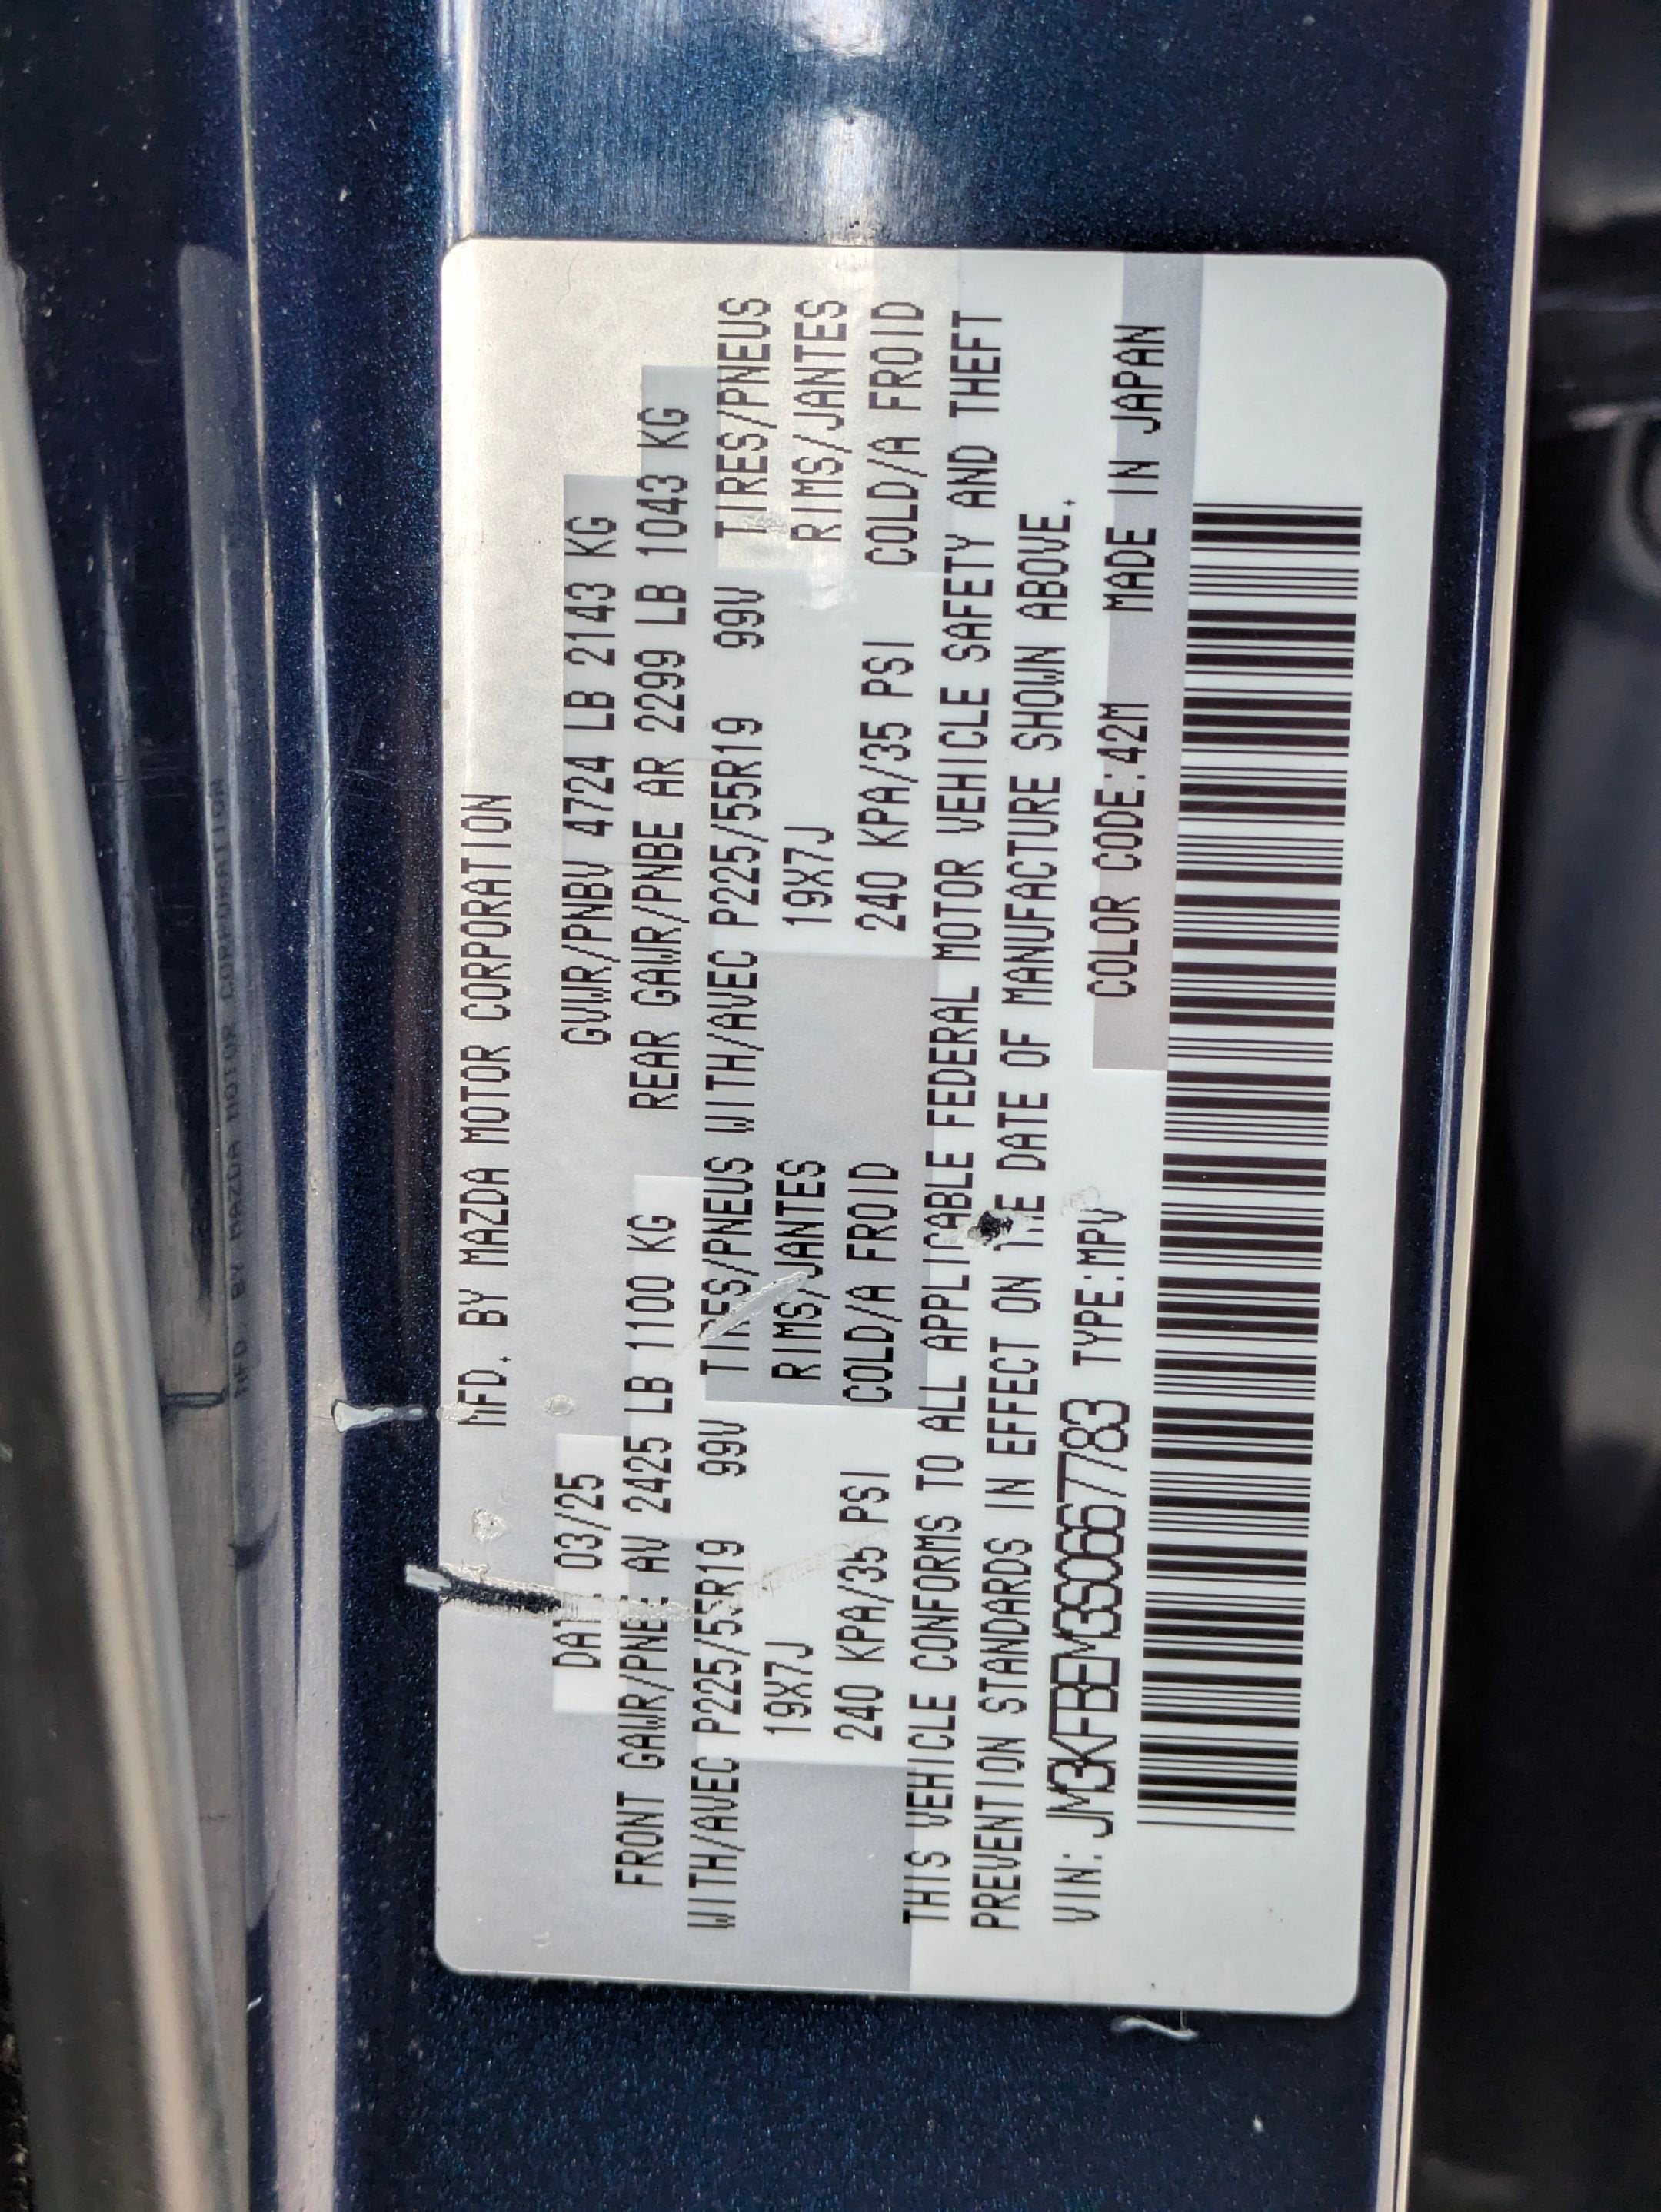 MFD. BY MAZDA MOTOR CORPORATION
DATE: 03/25 GVWR/PNBV 4724 LB 2143 KG
FRONT GAWR/PNBE AV 2425 LB 1100 KG REAR GAWR/PNBE AR 2299 LB 1043 KG
WITH/AVEC P225/55R19 99V TIRES/PNEUS WITH/AVEC P225/55R19 99V TIRES/PNEUS
19X7J RIMS/JANTES 19X7J RIMS/JANTES
240 KPA/35 PSI COLD/A FROID 240 KPA/35 PSI COLD/A FROID
THIS VEHICLE CONFORMS TO ALL APPLICABLE FEDERAL MOTOR VEHICLE SAFETY AND THEFT
PREVENTION STANDARDS IN EFFECT ON THE DATE OF MANUFACTURE SHOWN ABOVE.
VIN: JM3KFBEM3S0667783 TYPE:MPV COLOR CODE:42M MADE IN JAPAN
MFD BY MAZDA MOTOR CORPORATION